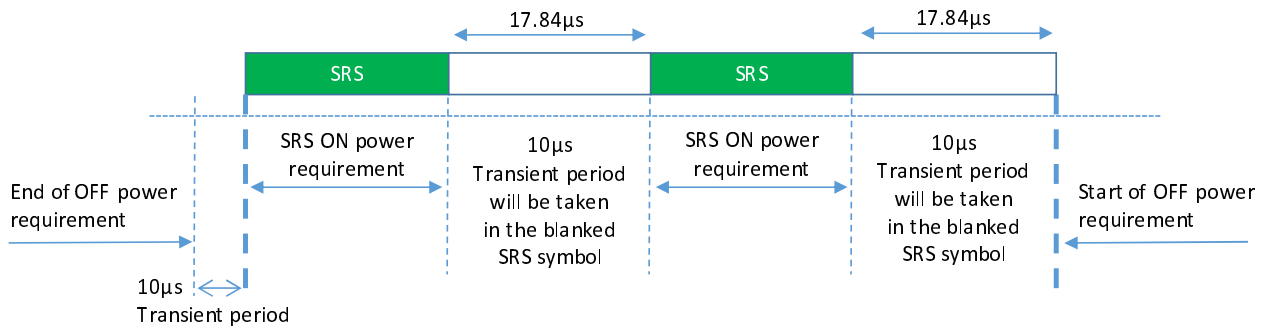 17.84µs
17.84µs
SRS
SRS
SRS ON power
requirement
10µs
Transient period
will be taken
in the blanked
SRS symbol
SRS ON power
requirement
10µs
Transient period
will be taken
in the blanked
SRS symbol
End of OFF power
requirement
Start of OFF power
requirement
10µs
Transient period